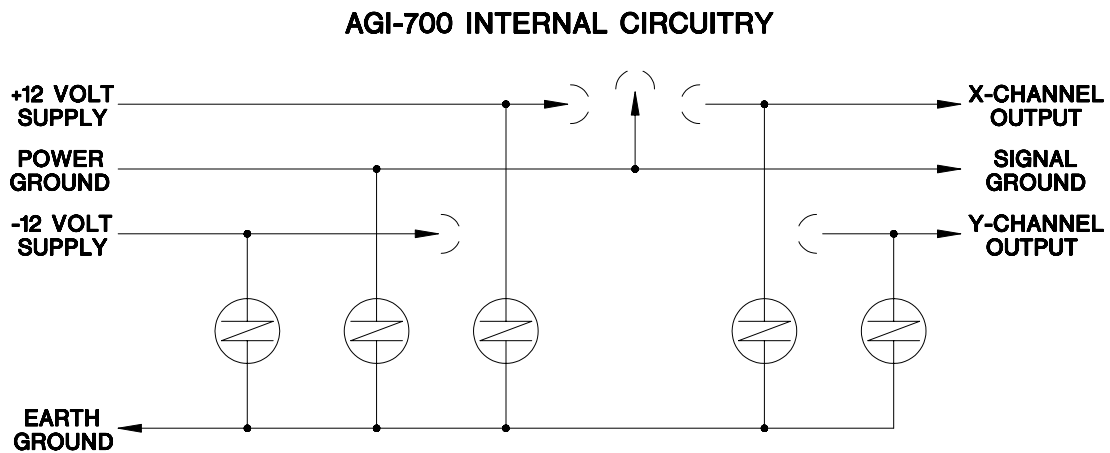 AGI-700 INTERNAL CIRCUITRY
+12 VOLT
SUPPLY
X-CHANNEL
OUTPUT
POWER
GROUND
SIGNAL
GROUND
-12 VOLT
SUPPLY
Y-CHANNEL
OUTPUT
EARTH
GROUND